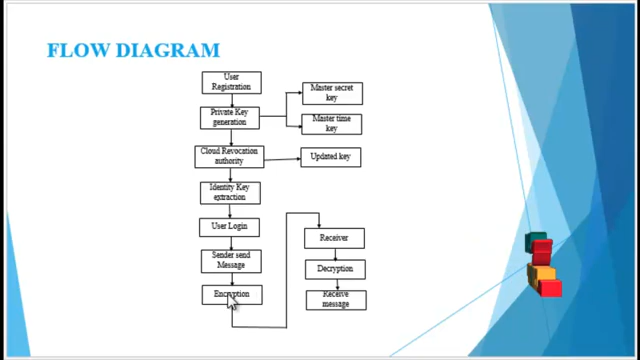 FLOW DIAGRAM
User
Registration
Private Key
generation
Master secret
key
Master time
key
Cloud Revocation
authority
Updated key
Identity Key
extraction
User Login
Sender send
Message
Encryption
Receiver
Decryption
Receive
message